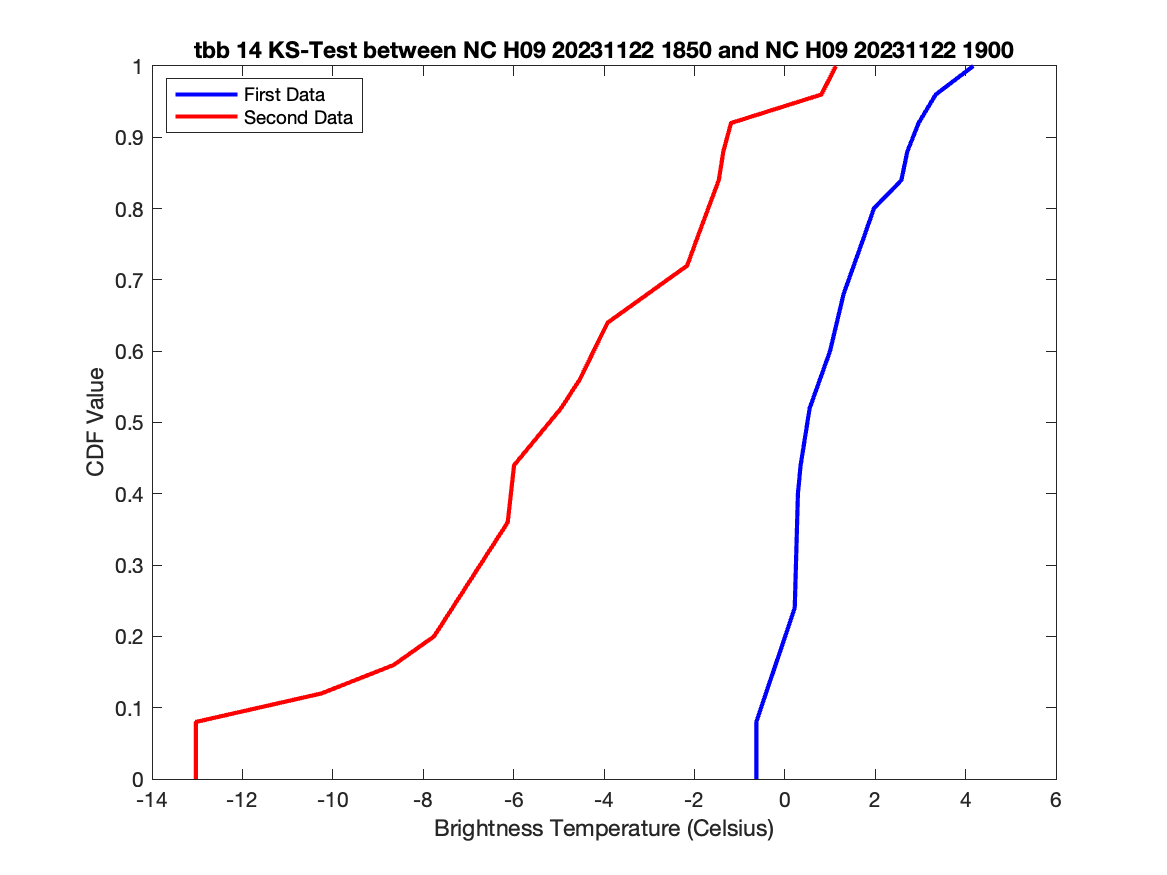 tbb 14 KS-Test between NC H09 20231122 1850 and NC H09 20231122 1900
First Data
Second Data
1
0.9
0.8
0.7
0.6
0.5
0.4
0.3
0.2
0.1
0
CDF Value
-14 -12 -10 -8 -6 -4 -2 0 2 4 6
Brightness Temperature (Celsius)